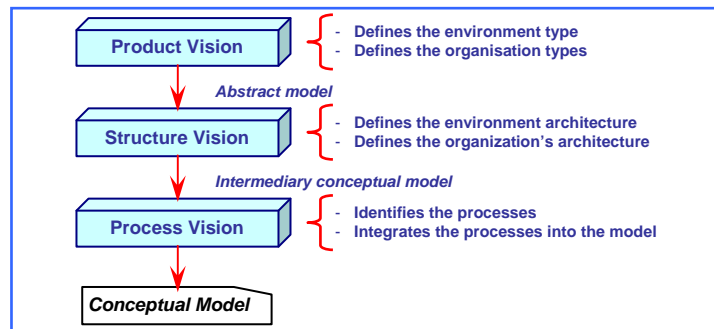 Product Vision
- Defines the environment type
- Defines the organisation types
Abstract model
Structure Vision
- Defines the environment architecture
- Defines the organization's architecture
Intermediary conceptual model
Process Vision
- Identifies the processes
- Integrates the processes into the model
Conceptual Model